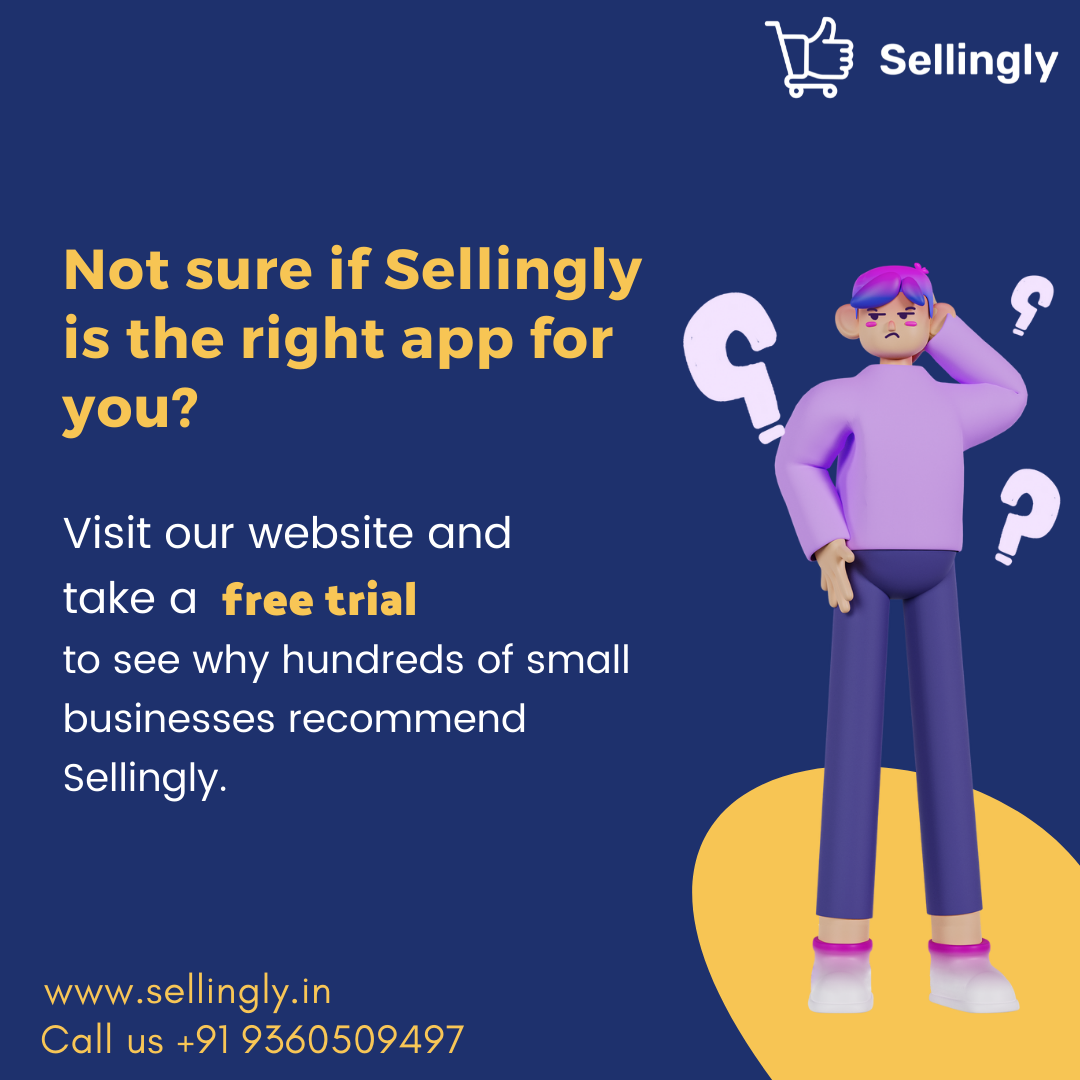 Sellingly
Not sure if Sellingly
is the right app for
you?
Visit our website and
take a free trial
to see why hundreds of small
businesses recommend
Sellingly.
www.sellingly.in
Call us +91 9360509497